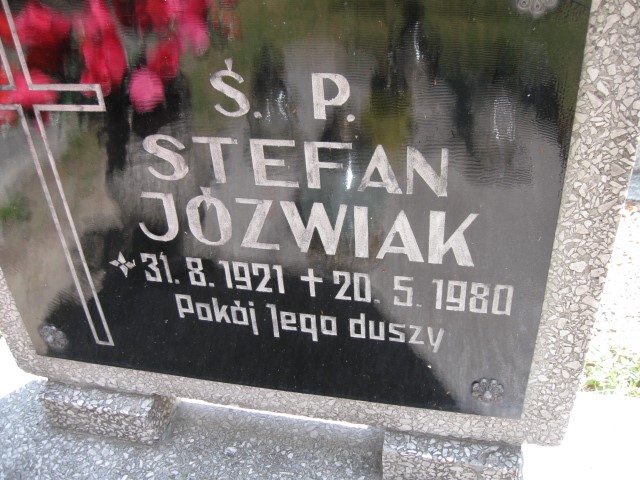 Ś. P.
STEFAN
JÓZWIAK
31. 8. 1921 + 20. 5. 1980
Pokój Jego duszy